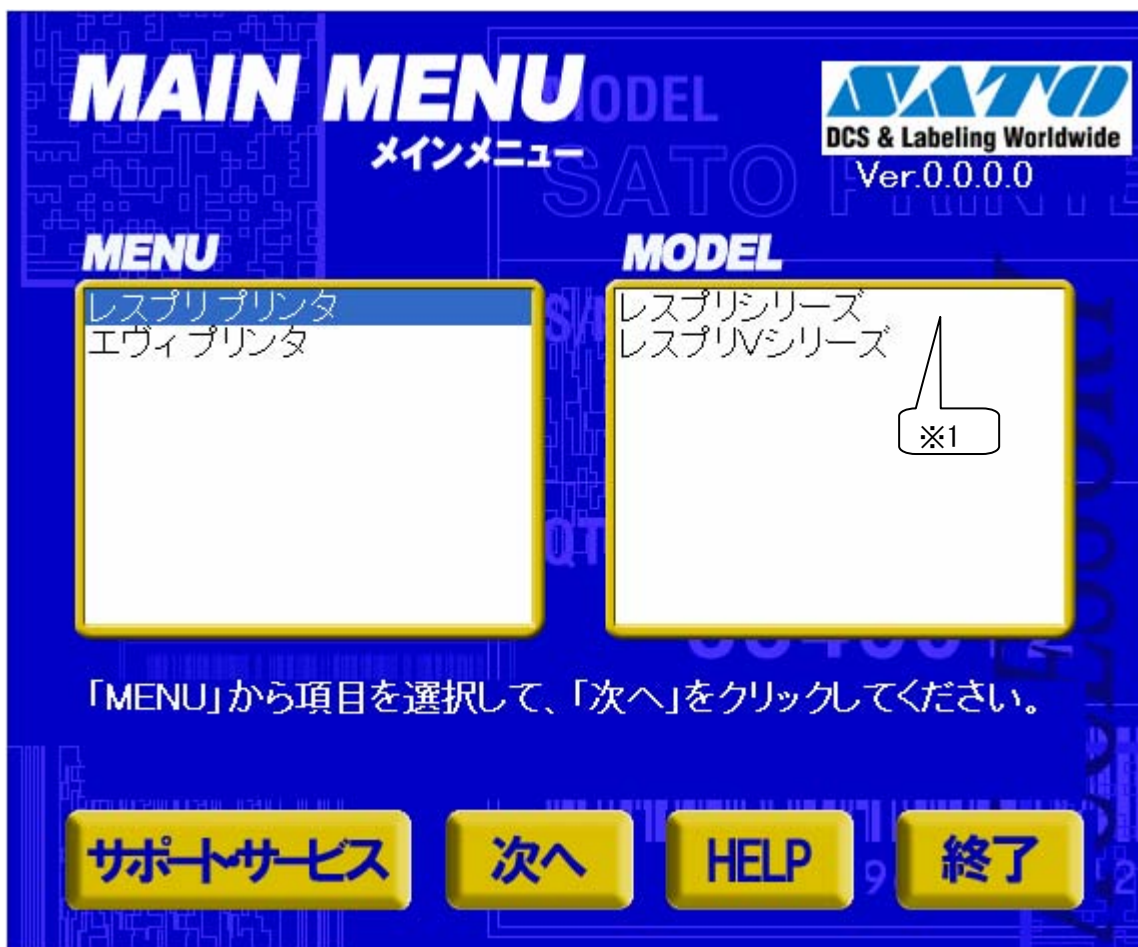 MAIN MENU
メインメニュー
MODEL
SATO
DCS & Labeling Worldwide
Ver.0.0.0.0
SATO PRINTE
MENU
MODEL
レスプリ プリンタ
エヴィ プリンタ
レスプリシリーズ
レスプリVシリーズ
※1
「MENU」から項目を選択して、「次へ」をクリックしてください。
サポート・サービス
次へ
HELP
終了